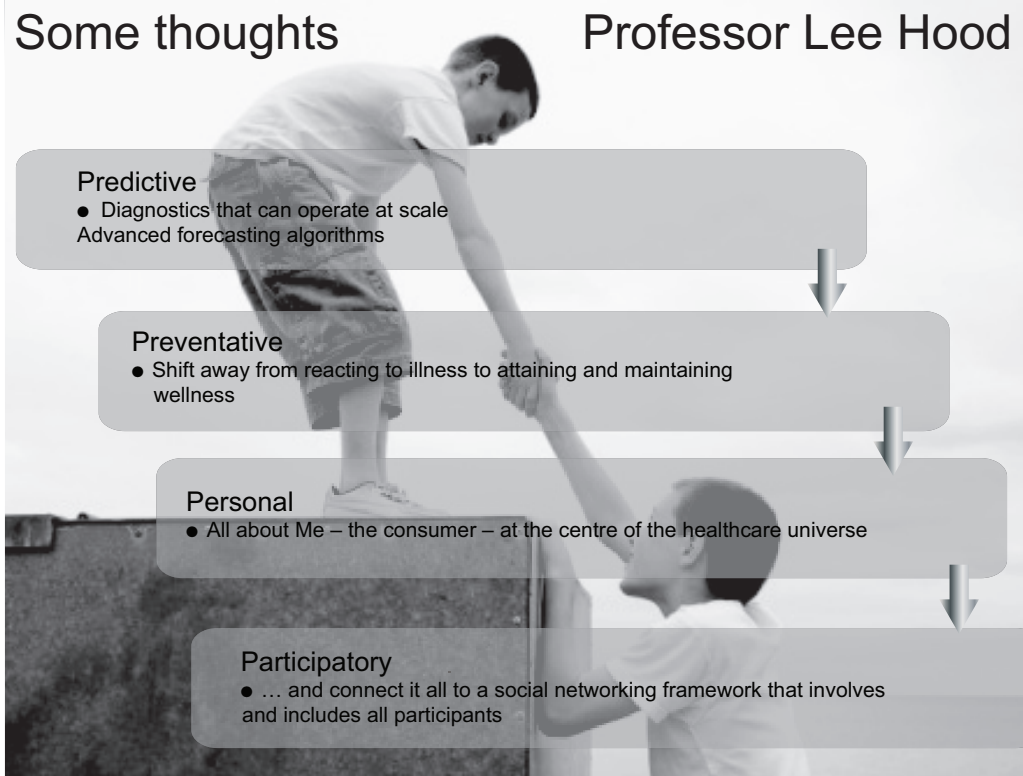 Some thoughts
Professor Lee Hood
Predictive
● Diagnostics that can operate at scale
Advanced forecasting algorithms
Preventative
● Shift away from reacting to illness to attaining and maintaining
wellness
Personal
● All about Me – the consumer – at the centre of the healthcare universe
Participatory
● … and connect it all to a social networking framework that involves
and includes all participants